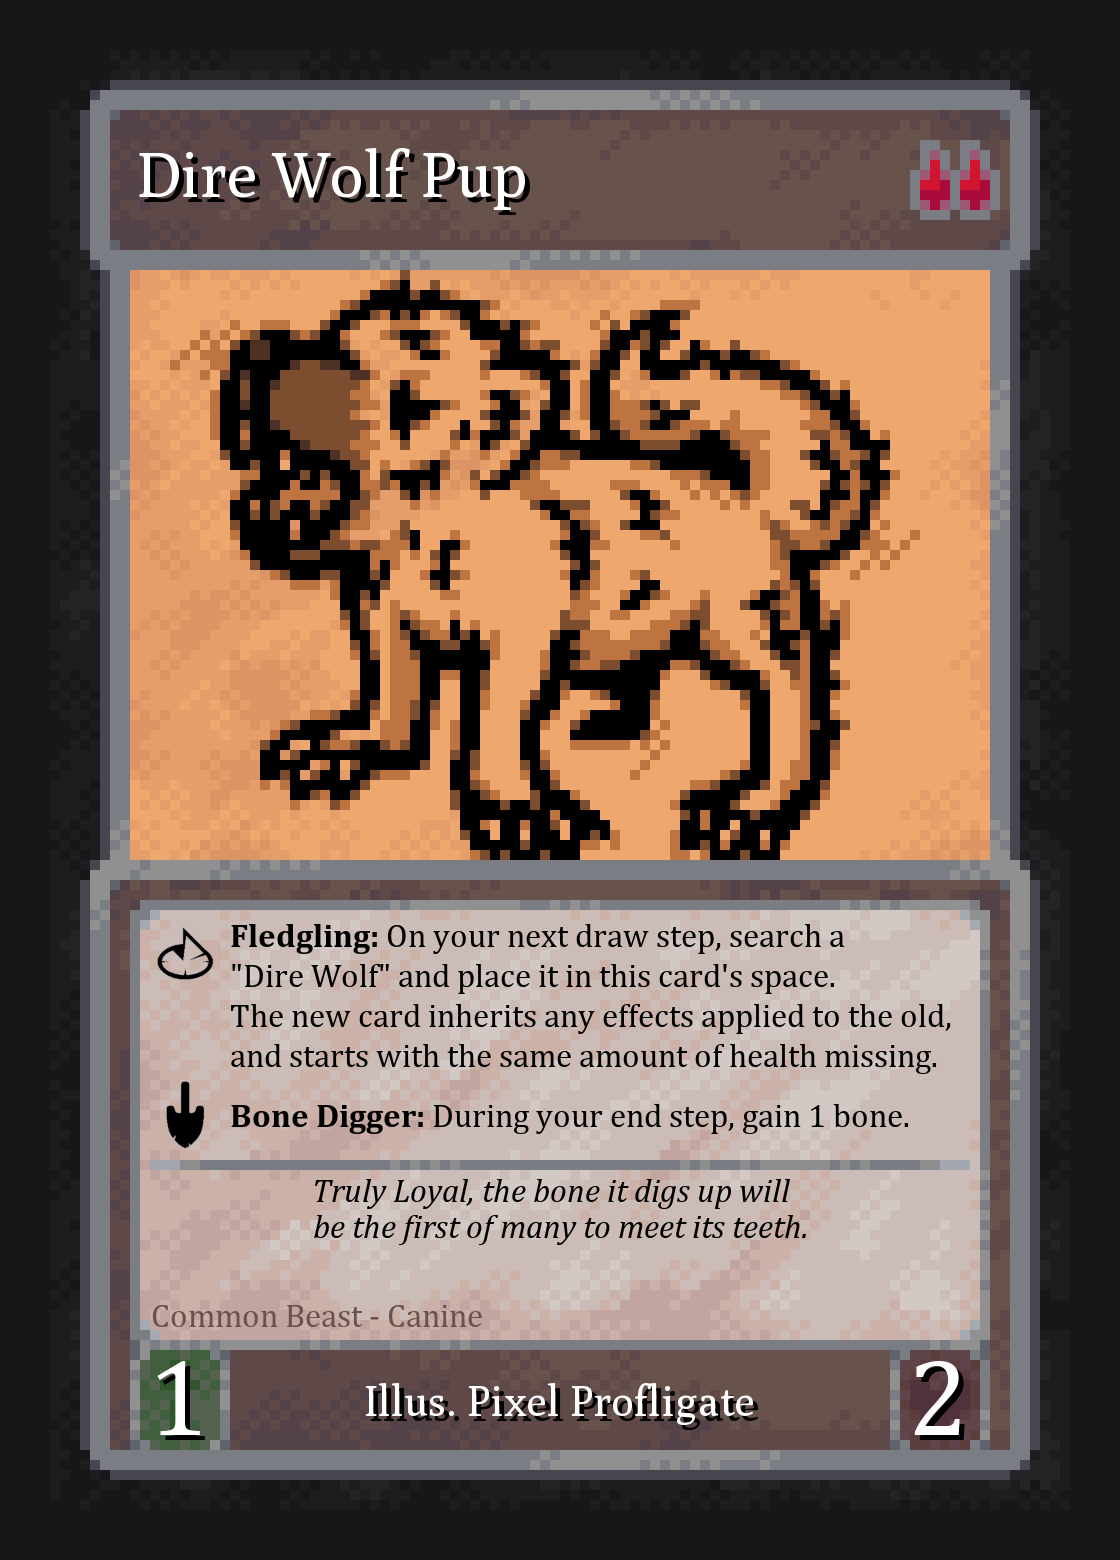 Dire Wolf Pup
Fledgling: On your next draw step, search a
"Dire Wolf" and place it in this card's space.
The new card inherits any effects applied to the old,
and starts with the same amount of health missing.
Bone Digger: During your end step, gain 1 bone.
Truly Loyal, the bone it digs up will
be the first of many to meet its teeth.
Common Beast - Canine
1
Illus. Pixel Profligate
2